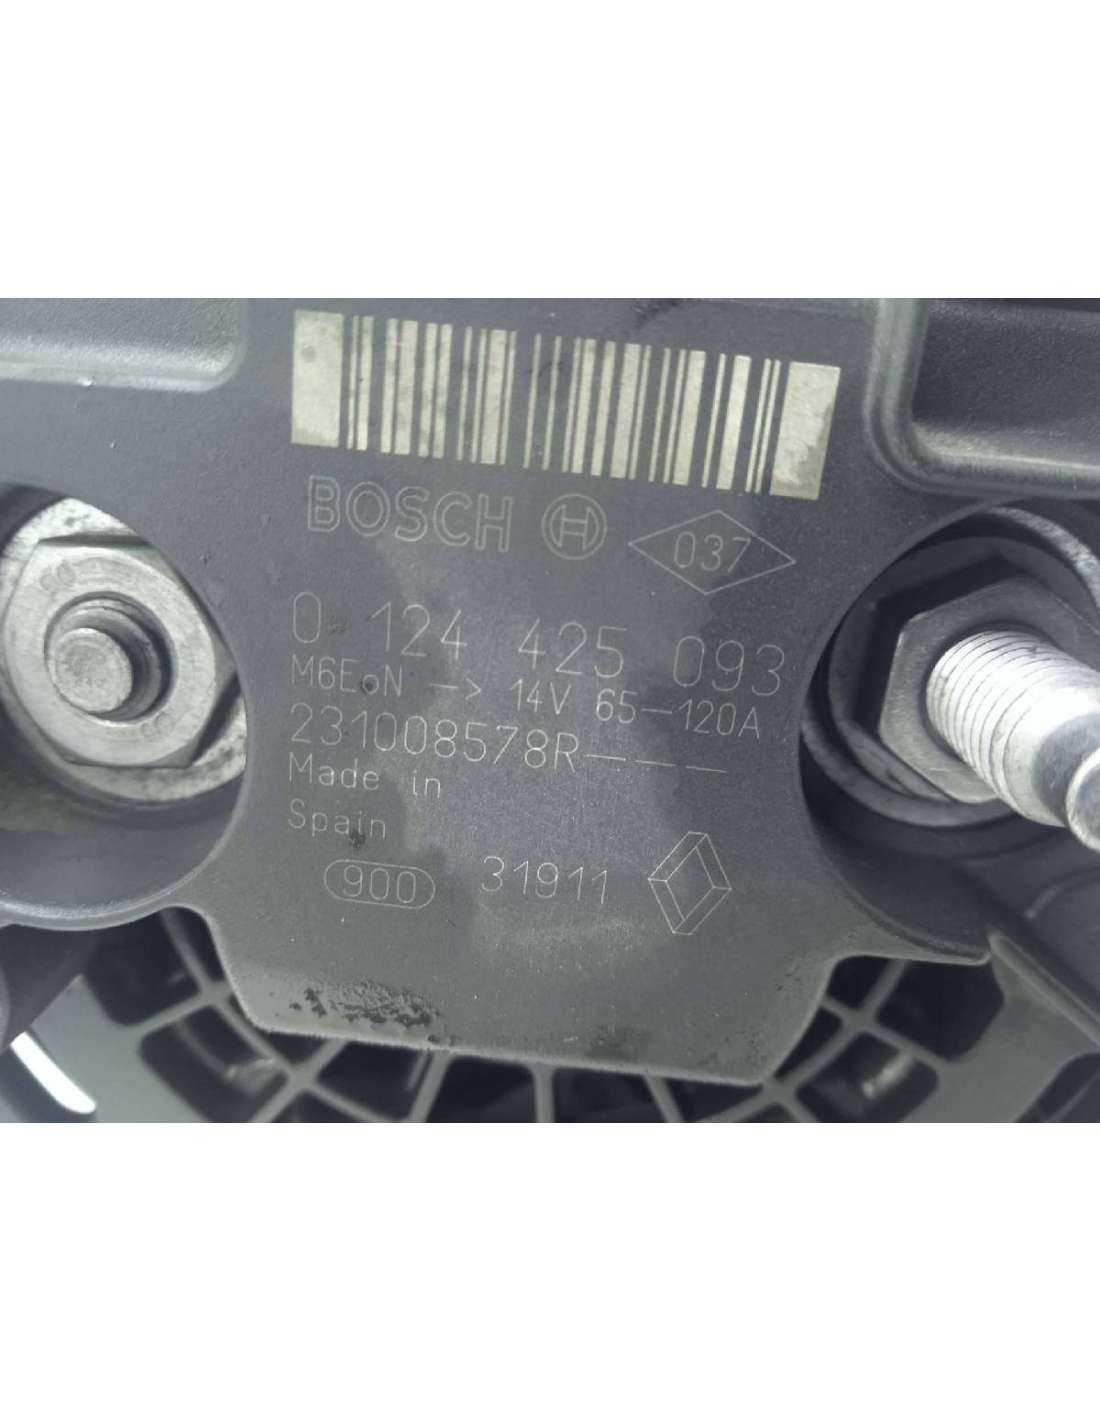 BOSCH H 037
0 124 425 093
M6EoN -> 14V 65-120A
231008578R----
Made in
Spain
900 31911